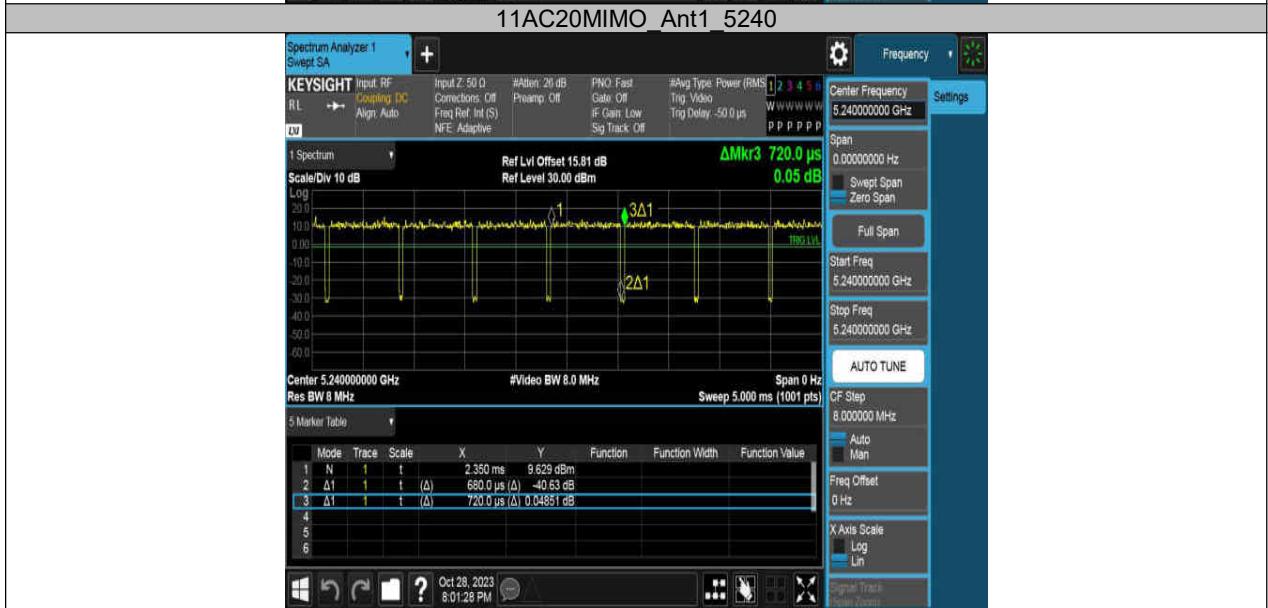 11AC20MIMO_Ant1_5240
Spectrum Analyzer 1
Swept SA
+
Frequency
KEYSIGHT
RL
LXI
Input: RF
Coupling: DC
Align: Auto
Input Z: 50 Ω
Corrections: Off
Freq Ref: Int (S)
NFE: Adaptive
#Atten: 26 dB
Preamp: Off
PNO: Fast
Gate: Off
IF Gain: Low
Sig Track: Off
#Avg Type: Power (RMS
Trig: Video
Trig Delay: -50.0 µs
1 2 3 4 5 6
W W W W W W
P P P P P P
Center Frequency
5.240000000 GHz
Settings
Span
0.00000000 Hz
Swept Span
Zero Span
Full Span
Start Freq
5.240000000 GHz
Stop Freq
5.240000000 GHz
AUTO TUNE
CF Step
8.000000 MHz
Auto
Man
Freq Offset
0 Hz
X Axis Scale
Log
Lin
Signal Track
(Span Zoom)
1 Spectrum
Scale/Div 10 dB
Ref Lvl Offset 15.81 dB
Ref Level 30.00 dBm
ΔMkr3 720.0 µs
0.05 dB
Log
20.0
10.0
0.00
-10.0
-20.0
-30.0
-40.0
-50.0
-60.0
1
3Δ1
2Δ1
TRIG LVL
Center 5.240000000 GHz
Res BW 8 MHz
#Video BW 8.0 MHz
Span 0 Hz
Sweep 5.000 ms (1001 pts)
5 Marker Table
Mode Trace Scale X Y Function Function Width Function Value
1 N 1 t 2.350 ms 9.629 dBm
2 Δ1 1 t (Δ) 680.0 µs (Δ) -40.63 dB
3 Δ1 1 t (Δ) 720.0 µs (Δ) 0.04851 dB
4
5
6
?
Oct 28, 2023
8:01:28 PM